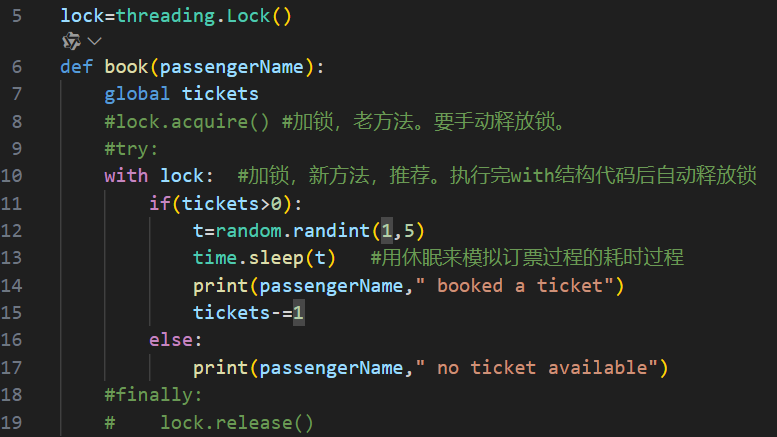 5 lock=threading.Lock()
6 def book(passengerName):
7     global tickets
8     #lock.acquire() #加锁，老方法。要手动释放锁。
9     #try:
10     with lock:  #加锁，新方法，推荐。执行完with结构代码后自动释放锁
11         if(tickets>0):
12             t=random.randint(1,5)
13             time.sleep(t)   #用休眠来模拟订票过程的耗时过程
14             print(passengerName," booked a ticket")
15             tickets-=1
16         else:
17             print(passengerName," no ticket available")
18     #finally:
19     #    lock.release()